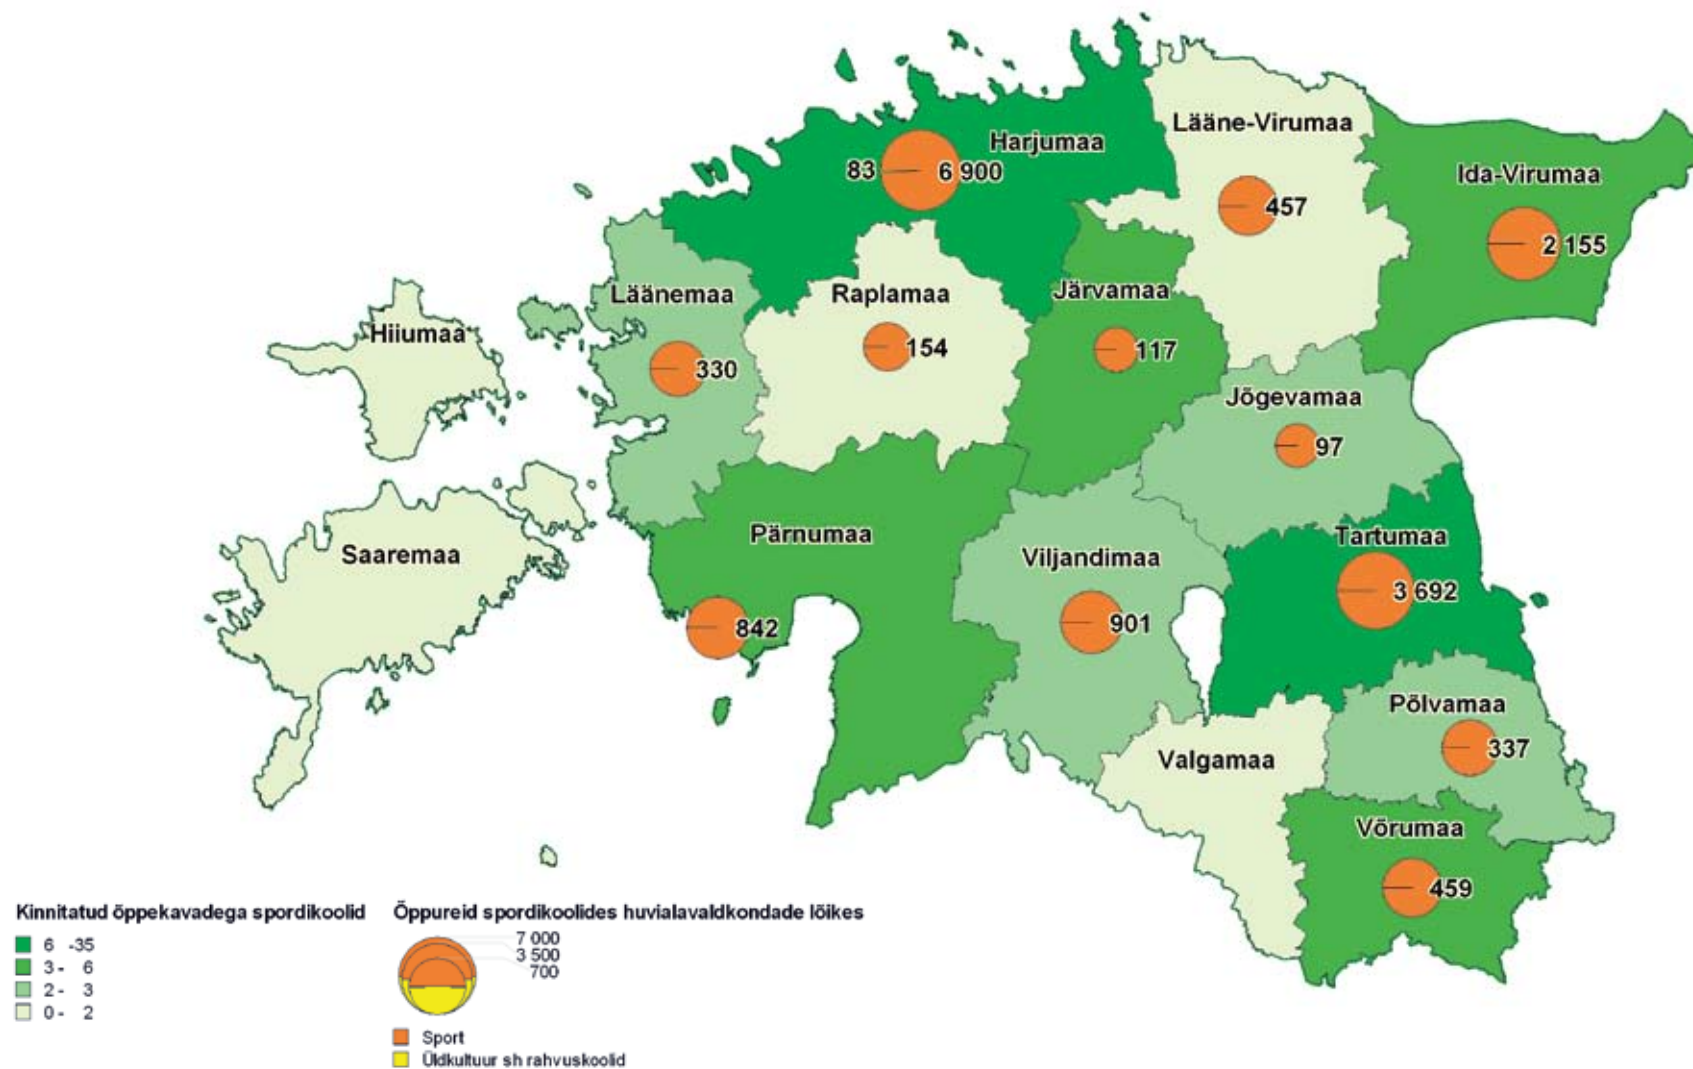 Harjumaa
83 6 900
Lääne-Virumaa
457
Ida-Virumaa
2 155
Läänemaa
330
Raplamaa
154
Järvamaa
117
Hiiumaa
Jõgevamaa
97
Saaremaa
Pärnumaa
842
Viljandimaa
901
Tartumaa
3 692
Põlvamaa
337
Valgamaa
Võrumaa
459
Kinnitatud õppekavadega spordikoolid
6 -35
3 - 6
2 - 3
0 - 2
Õppureid spordikoolides huvialavaldkondade lõikes
7 000
3 500
700
Sport
Üldkultuur sh rahvuskoolid